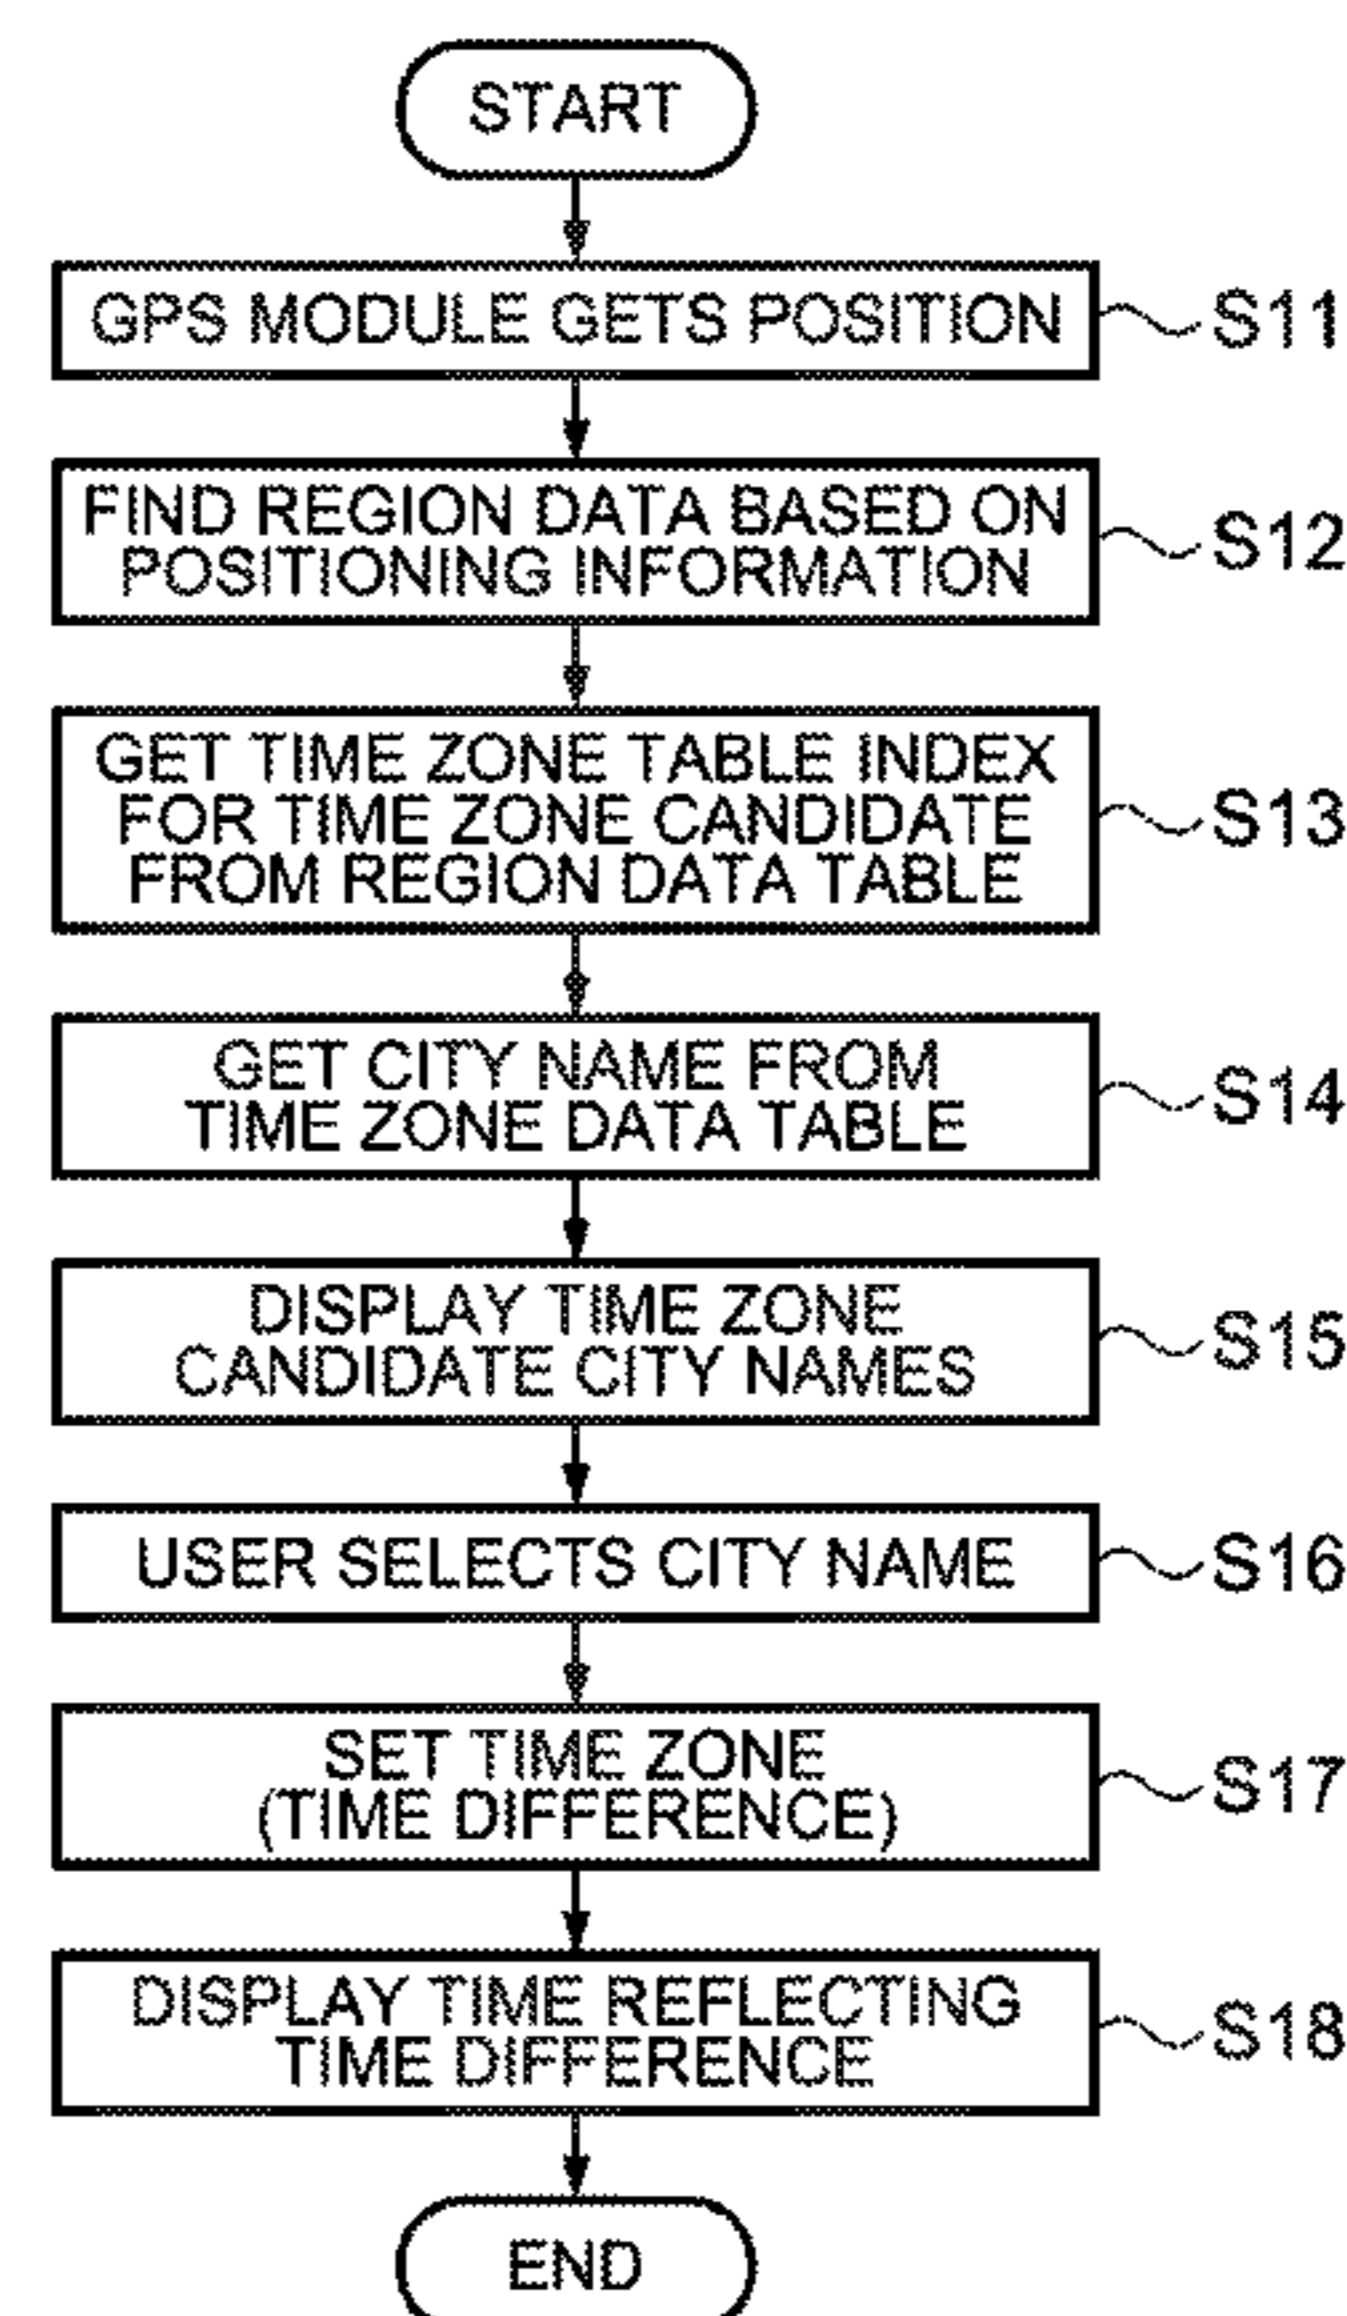 START
GPS MODULE GETS POSITION
S11
FIND REGION DATA BASED ON
POSITIONING INFORMATION
S12
GET TIME ZONE TABLE INDEX
FOR TIME ZONE CANDIDATE
FROM REGION DATA TABLE
S13
GET CITY NAME FROM
TIME ZONE DATA TABLE
S14
DISPLAY TIME ZONE
CANDIDATE CITY NAMES
S15
USER SELECTS CITY NAME
S16
SET TIME ZONE
(TIME DIFFERENCE)
S17
DISPLAY TIME REFLECTING
TIME DIFFERENCE
S18
END